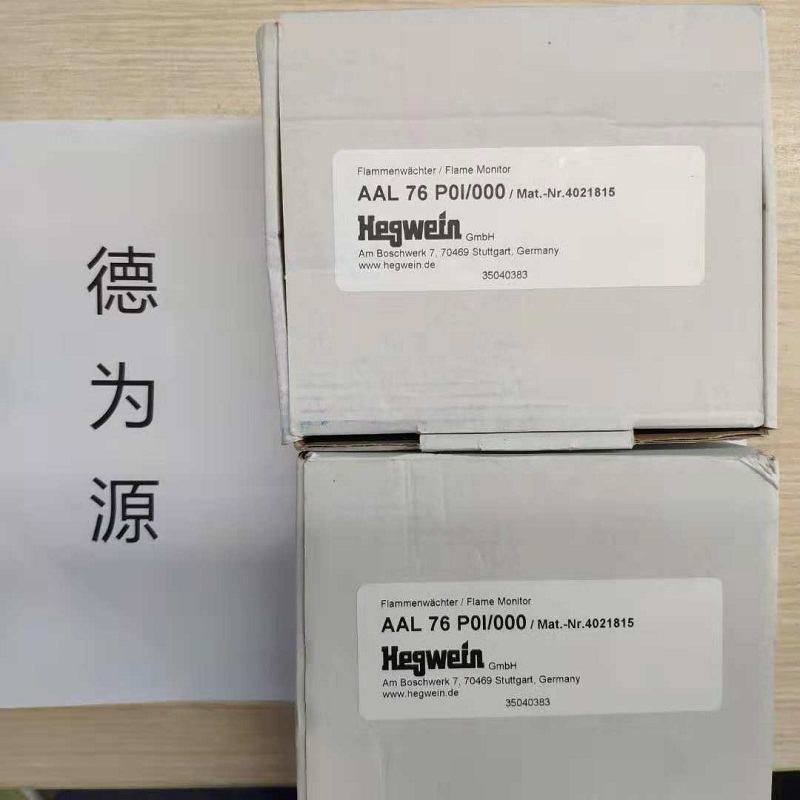 德
为
源
Flammenwächter / Flame Monitor
AAL 76 P0I/000 / Mat.-Nr.4021815
Hegwein GmbH
Am Boschwerk 7, 70469 Stuttgart, Germany
www.hegwein.de
35040383
Flammenwächter / Flame Monitor
AAL 76 P0I/000 / Mat.-Nr.4021815
Hegwein GmbH
Am Boschwerk 7, 70469 Stuttgart, Germany
www.hegwein.de
35040383